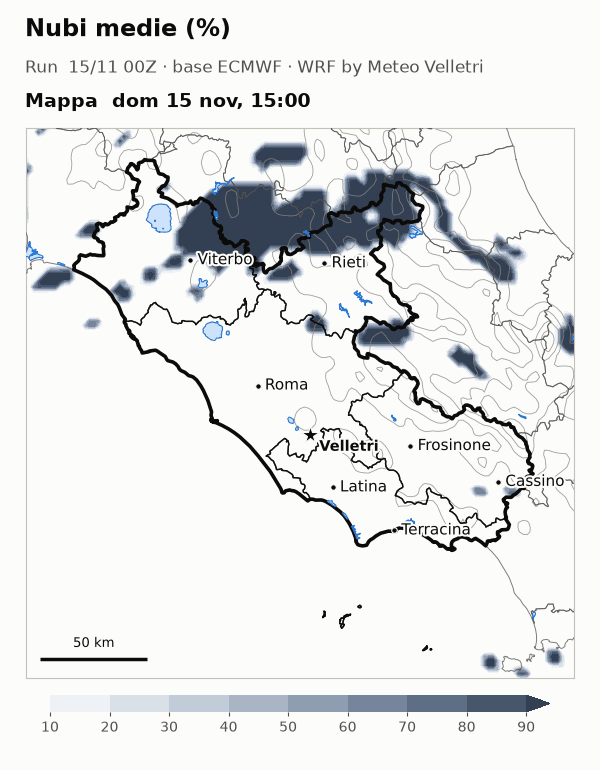 Nubi medie (%)
Run  15/11 00Z · base ECMWF · WRF by Meteo Velletri
Mappa  dom 15 nov, 15:00
Viterbo
Rieti
Roma
Velletri
Frosinone
Latina
Cassino
Terracina
50 km
10 20 30 40 50 60 70 80 90